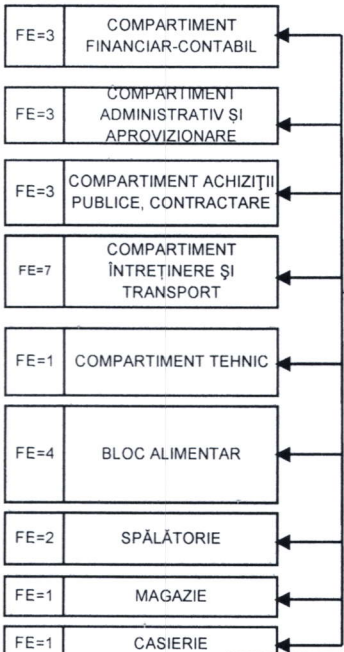 FE=3
COMPARTIMENT
FINANCIAR-CONTABIL
FE=3
COMPARTIMENT
ADMINISTRATIV ȘI
APROVIZIONARE
FE=3
COMPARTIMENT ACHIZIŢII
PUBLICE, CONTRACTARE
FE=7
COMPARTIMENT
ÎNTREȚINERE ŞI
TRANSPORT
FE=1
COMPARTIMENT TEHNIC
FE=4
BLOC ALIMENTAR
FE=2
SPĂLĂTORIE
FE=1
MAGAZIE
FE=1
CASIERIE